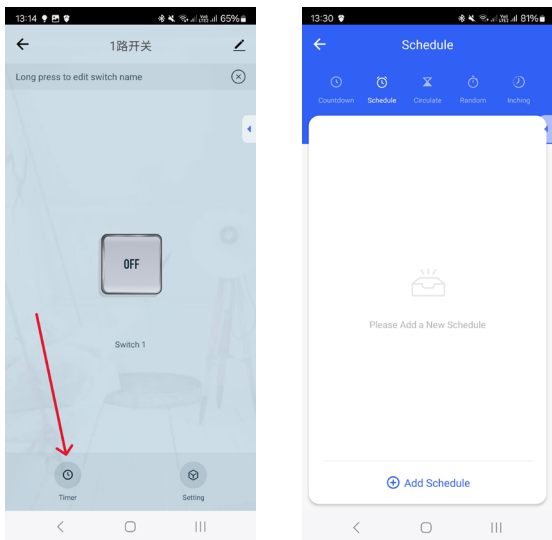 13:14
65%
1路开关
Long press to edit switch name
OFF
Switch 1
Timer
Setting
13:30
81%
Schedule
Countdown
Schedule
Circulate
Random
Inching
Please Add a New Schedule
Add Schedule